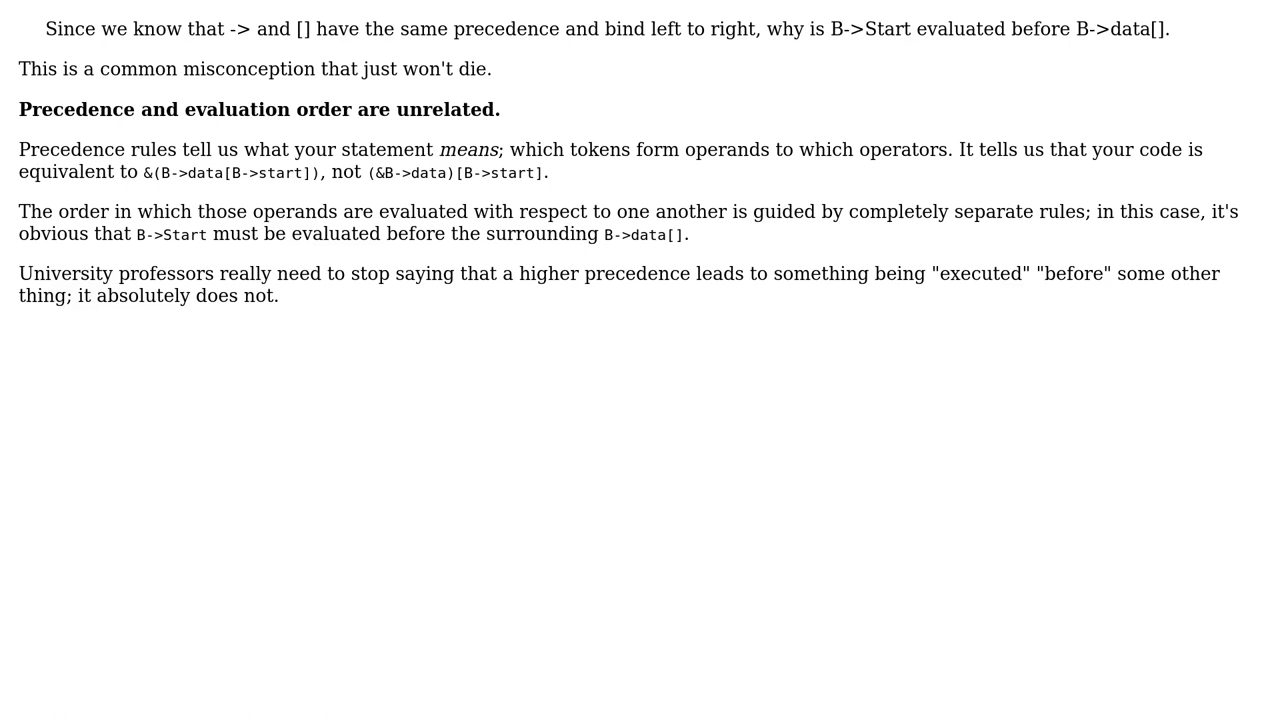 Since we know that -> and [] have the same precedence and bind left to right, why is B->Start evaluated before B->data[].
This is a common misconception that just won't die.
Precedence and evaluation order are unrelated.
Precedence rules tell us what your statement means; which tokens form operands to which operators. It tells us that your code is
equivalent to &(B->data[B->start]), not (&B->data)[B->start].
The order in which those operands are evaluated with respect to one another is guided by completely separate rules; in this case, it's
obvious that B->Start must be evaluated before the surrounding B->data[].
University professors really need to stop saying that a higher precedence leads to something being "executed" "before" some other
thing; it absolutely does not.